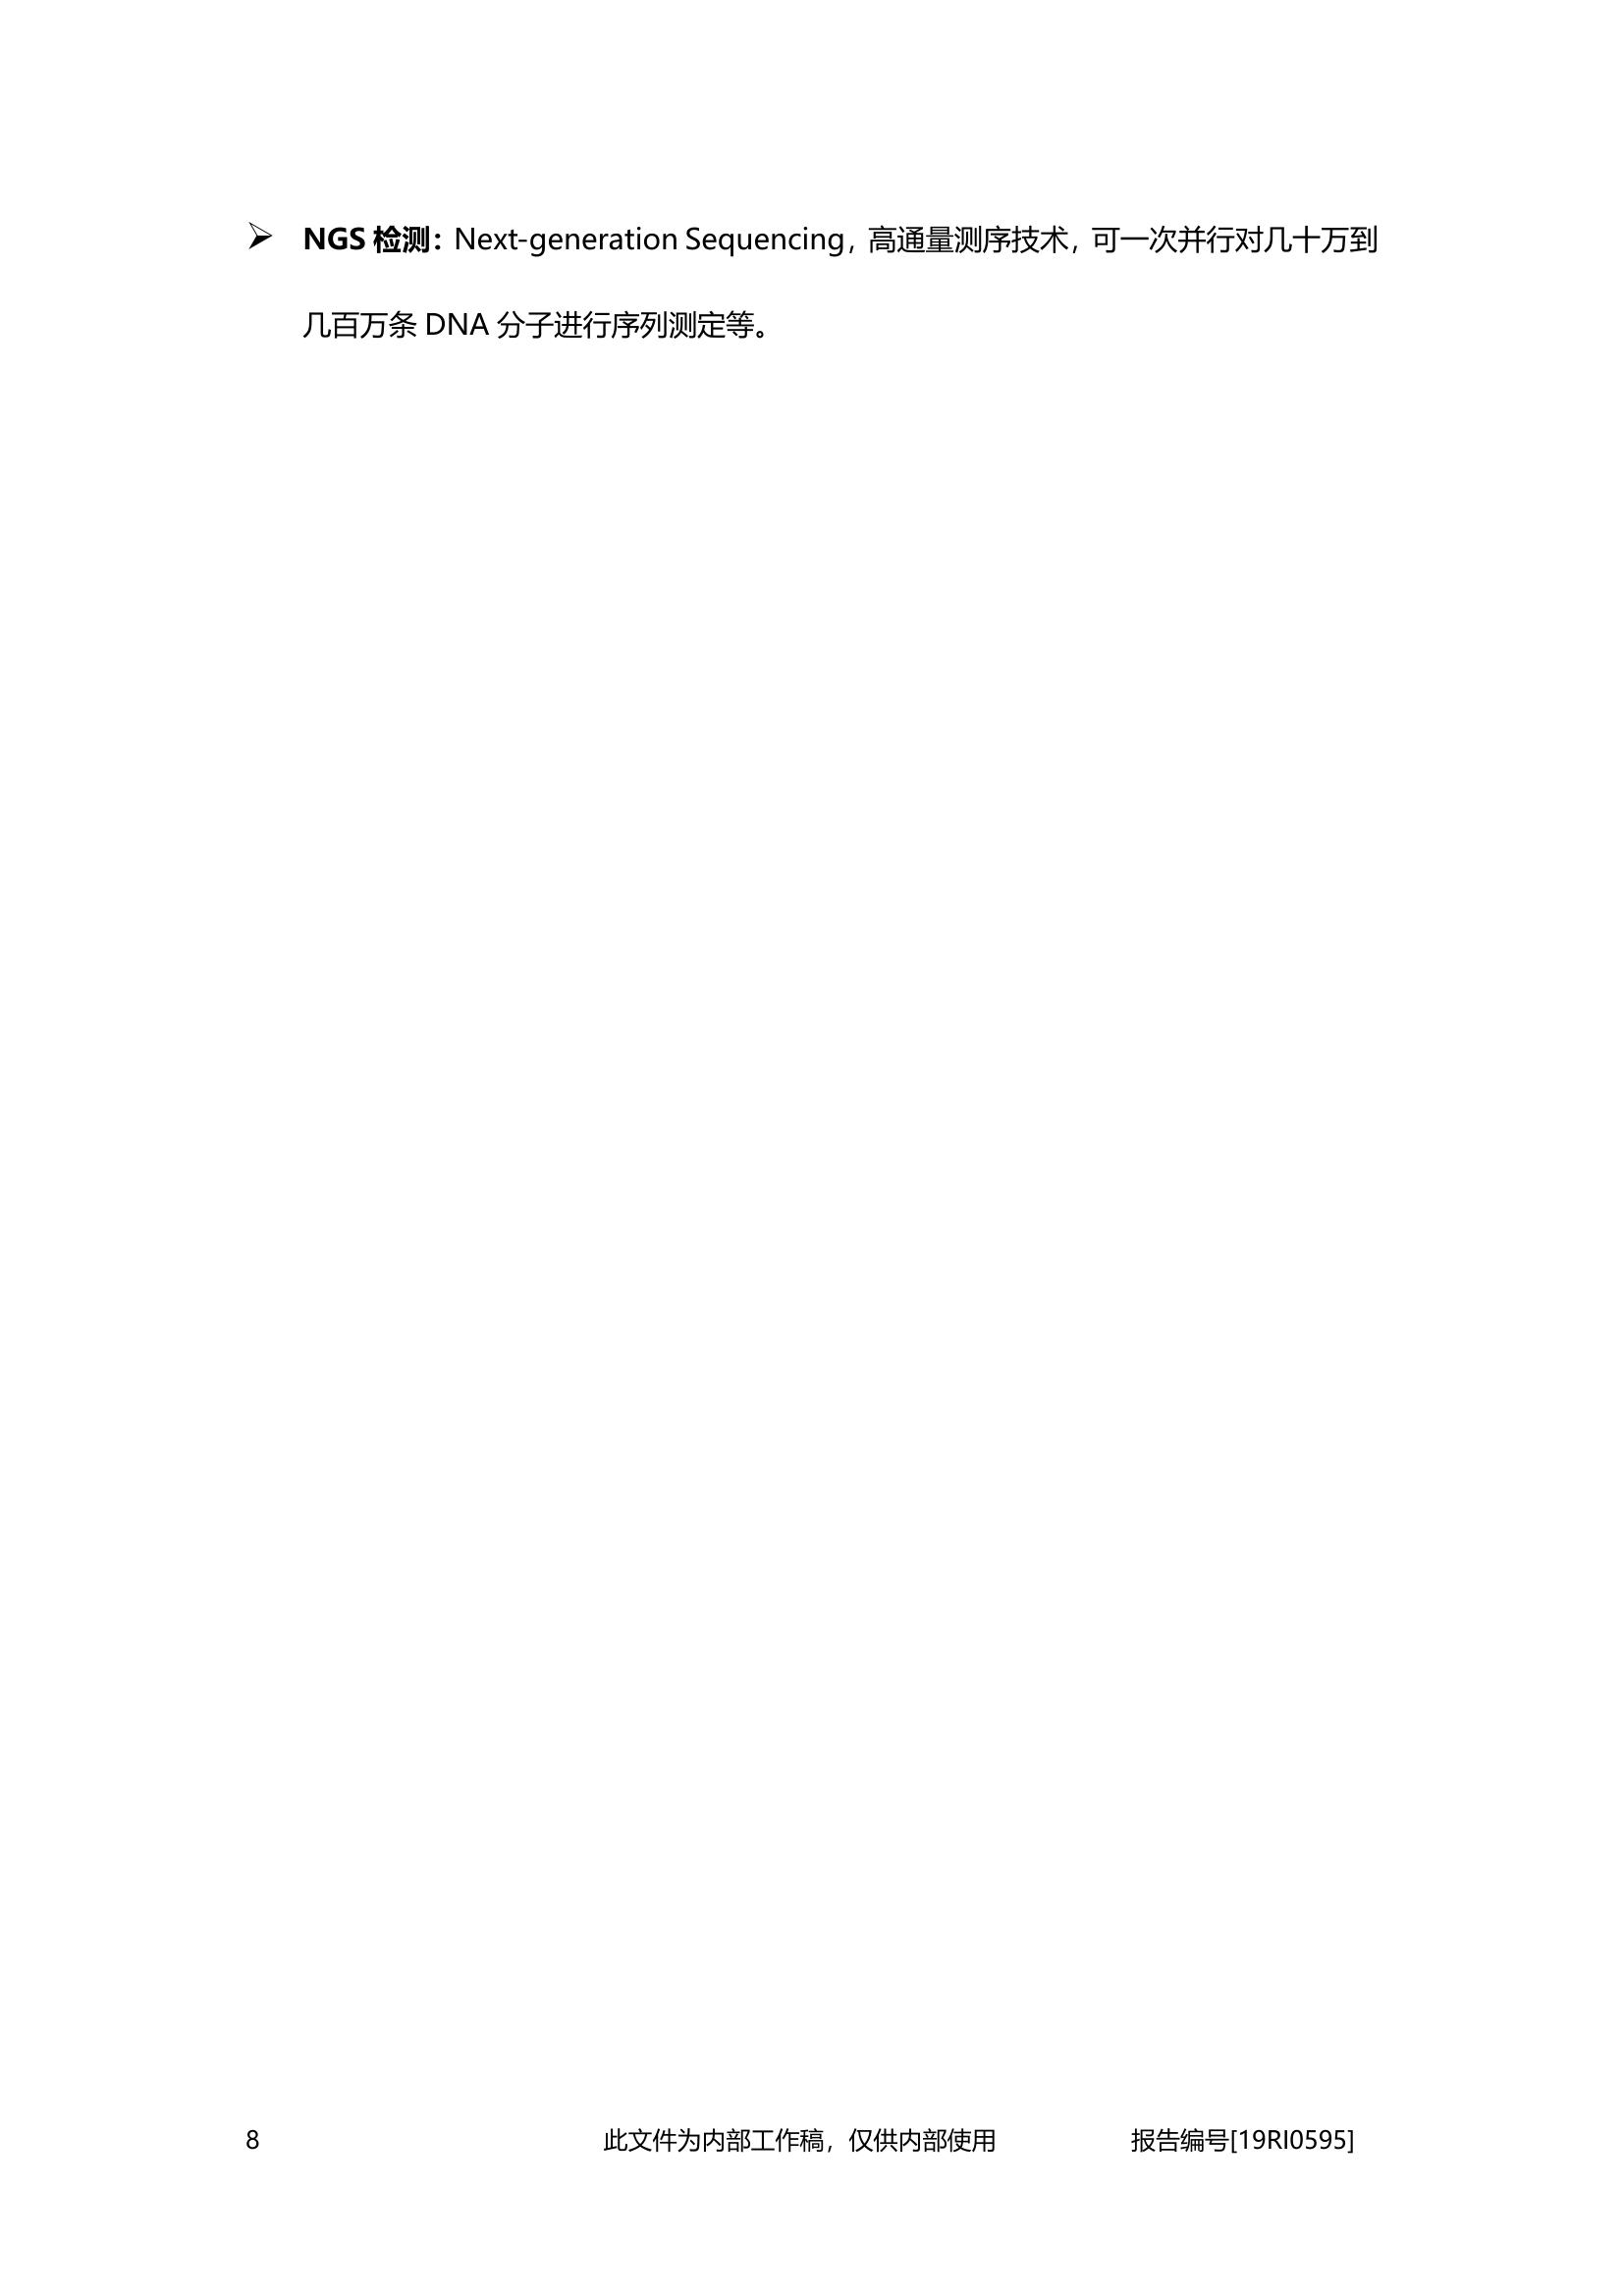 ➢ NGS 检测：Next-generation Sequencing，高通量测序技术，可一次并行对几十万到
几百万条 DNA 分子进行序列测定等。
8 此文件为内部工作稿，仅供内部使用 报告编号[19RI0595]